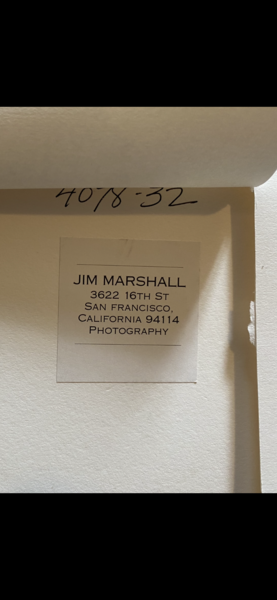 4078-32
JIM MARSHALL
3622 16TH ST
SAN FRANCISCO,
CALIFORNIA 94114
PHOTOGRAPHY